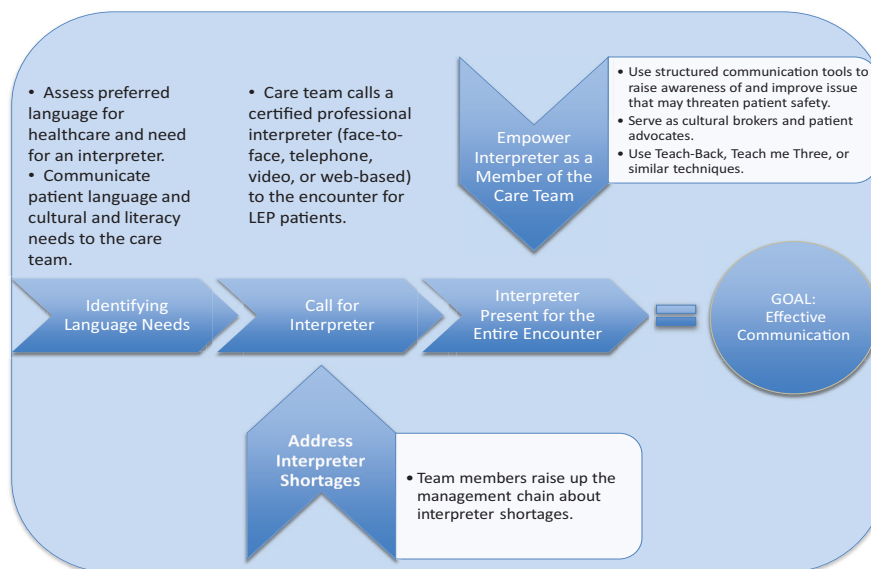 • Assess preferred
language for
healthcare and need
for an interpreter.
• Communicate
patient language and
cultural and literacy
needs to the care
team.
• Care team calls a
certified professional
interpreter (face-to-
face, telephone,
video, or web-based)
to the encounter for
LEP patients.
Empower
Interpreter as a
Member of the
Care Team
• Use structured communication tools to
raise awareness of and improve issue
that may threaten patient safety.
• Serve as cultural brokers and patient
advocates.
• Use Teach-Back, Teach me Three, or
similar techniques.
Identifying
Language Needs
Call for
Interpreter
Interpreter
Present for the
Entire Encounter
=
GOAL:
Effective
Communication
Address
Interpreter
Shortages
• Team members raise up the
management chain about
interpreter shortages.